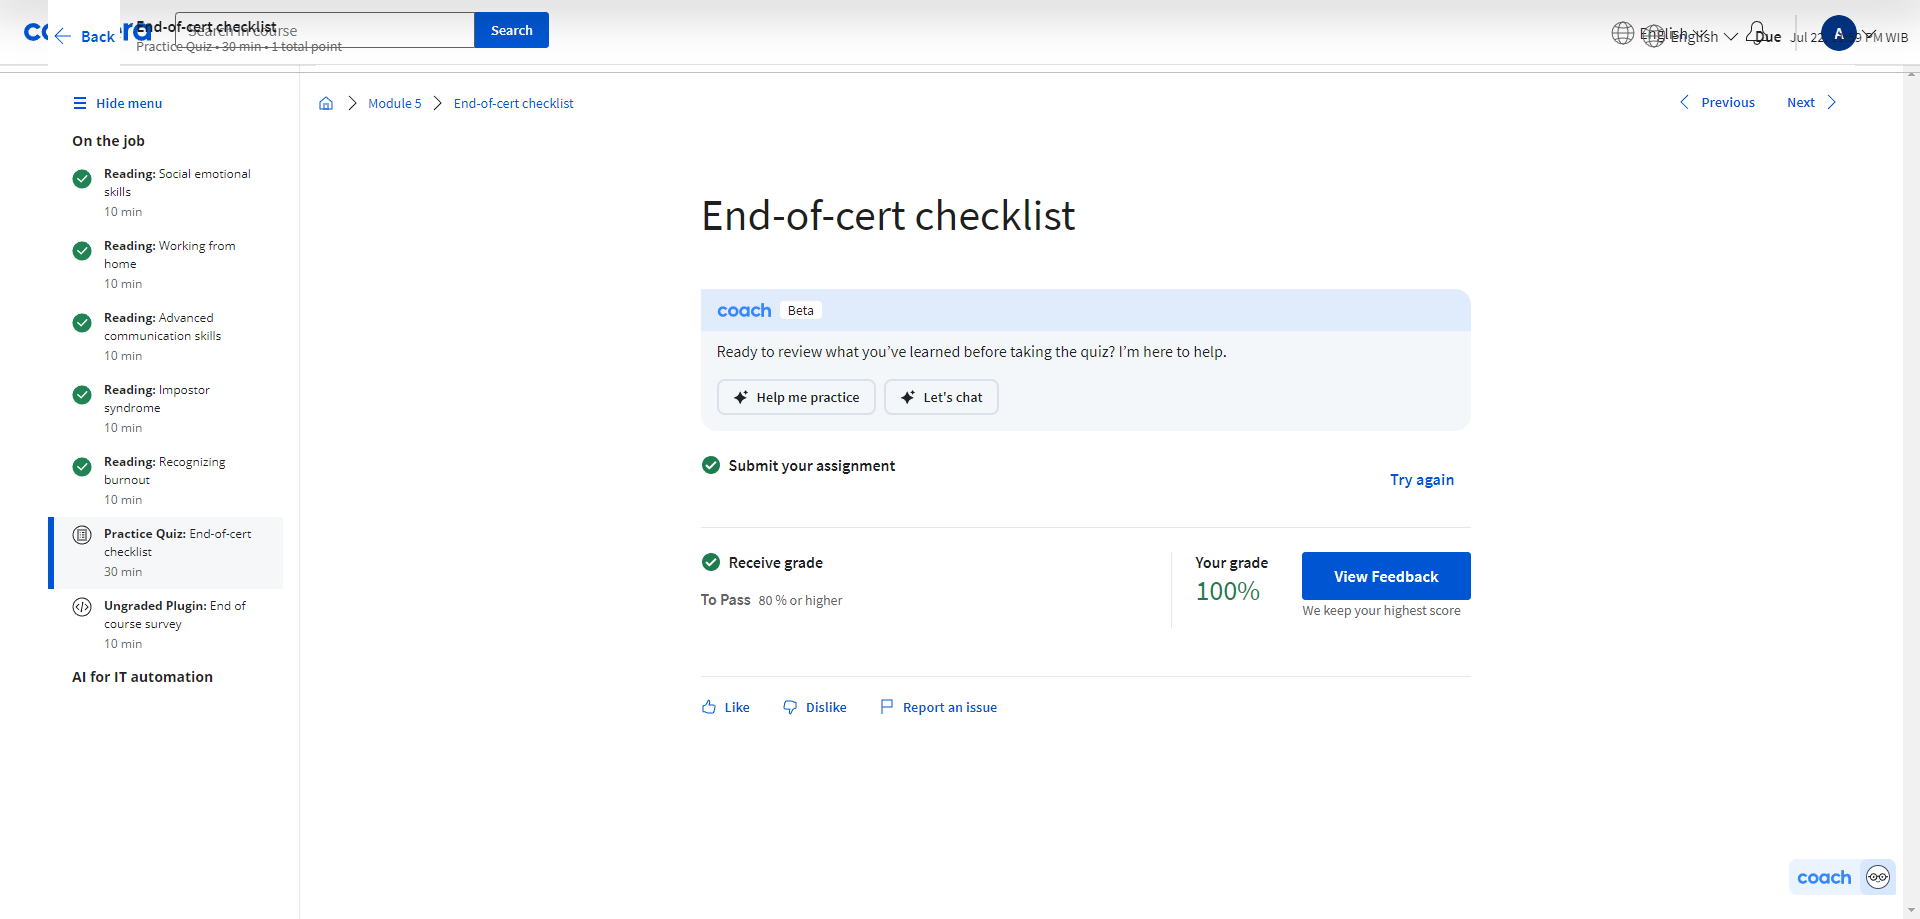 Back
End-of-cert checklist
Search in course
Practice Quiz • 30 min • 1 total point
Search
English
English
Due
A
PM WIB
Hide menu
Module 5
End-of-cert checklist
Previous
Next
On the job
Reading: Social emotional
skills
10 min
Reading: Working from
home
10 min
Reading: Advanced
communication skills
10 min
Reading: Impostor
syndrome
10 min
Reading: Recognizing
burnout
10 min
Practice Quiz: End-of-cert
checklist
30 min
Ungraded Plugin: End of
course survey
10 min
AI for IT automation
End-of-cert checklist
coach Beta
Ready to review what you’ve learned before taking the quiz? I’m here to help.
Help me practice
Let's chat
Submit your assignment
Try again
Receive grade
To Pass 80 % or higher
Your grade
100%
View Feedback
We keep your highest score
Like
Dislike
Report an issue
coach